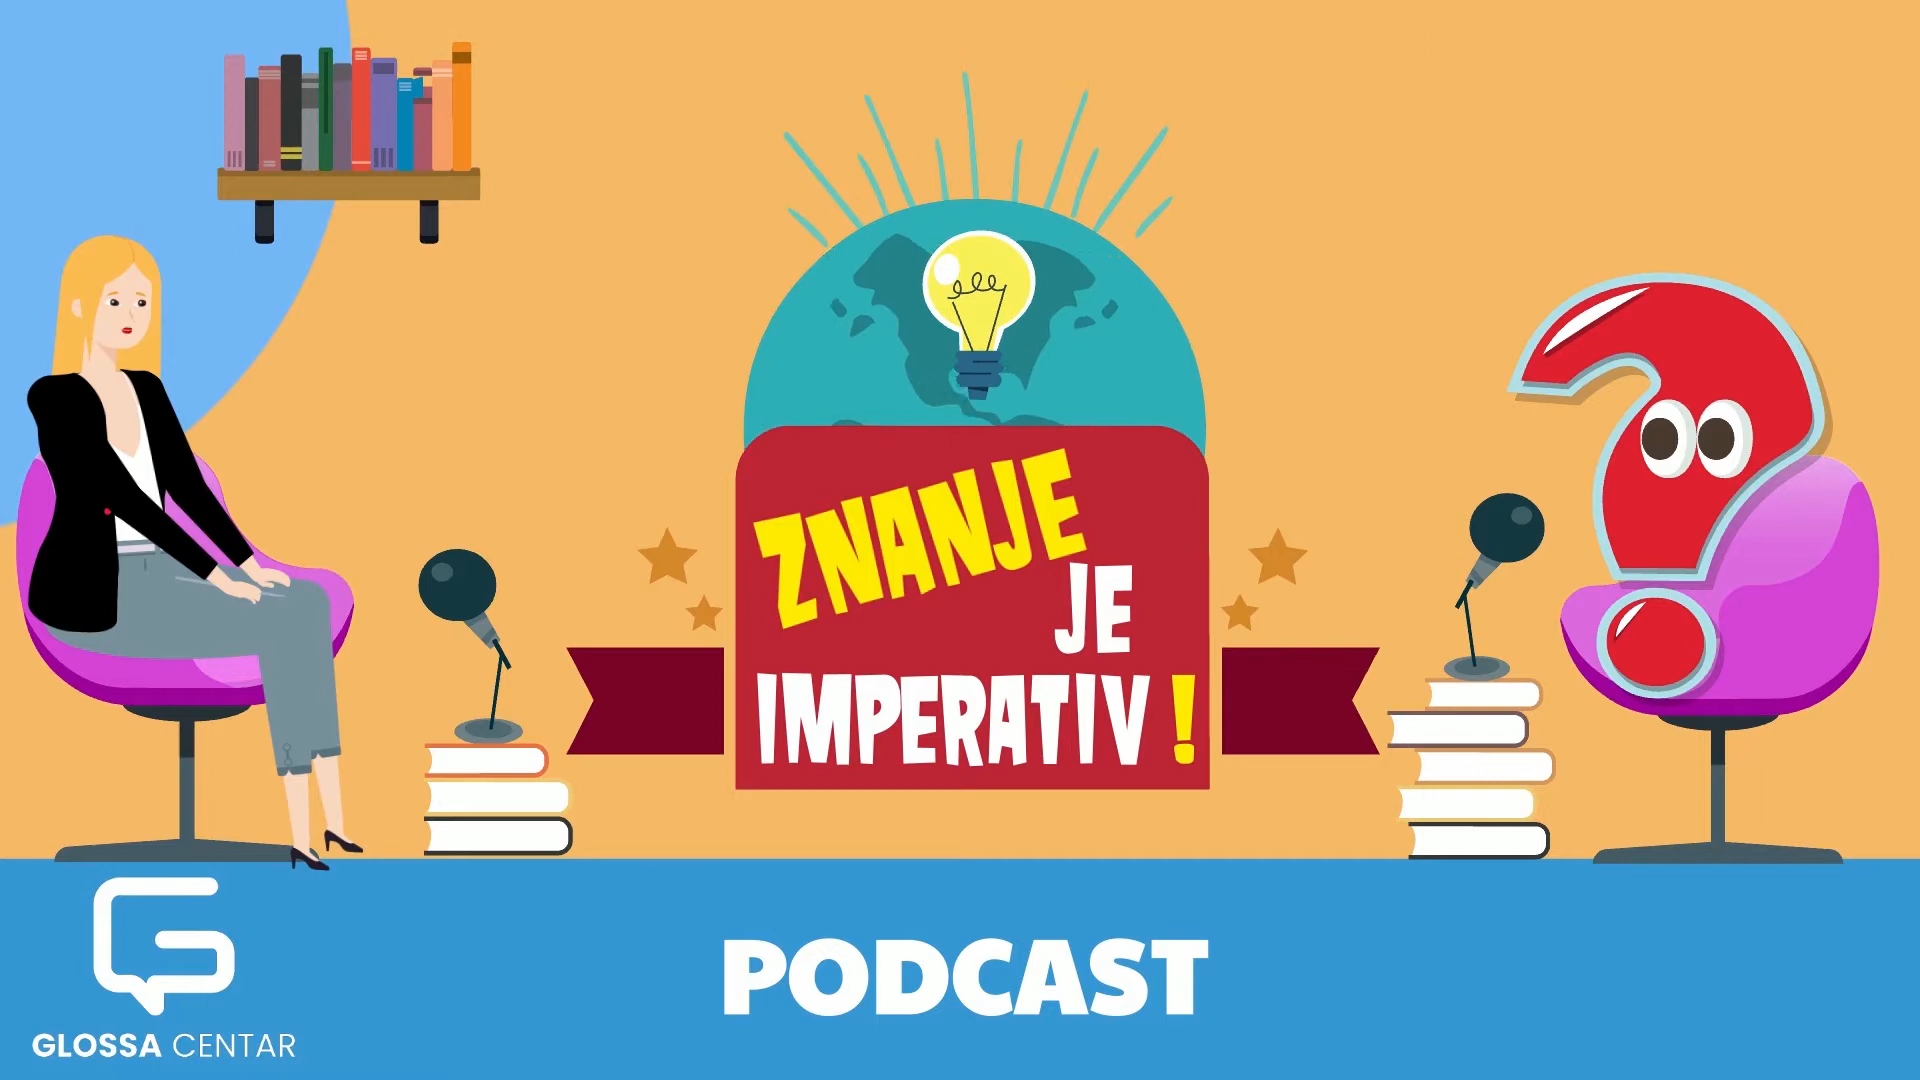 ZNANJE
JE
IMPERATIV !
PODCAST
GLOSSA CENTAR